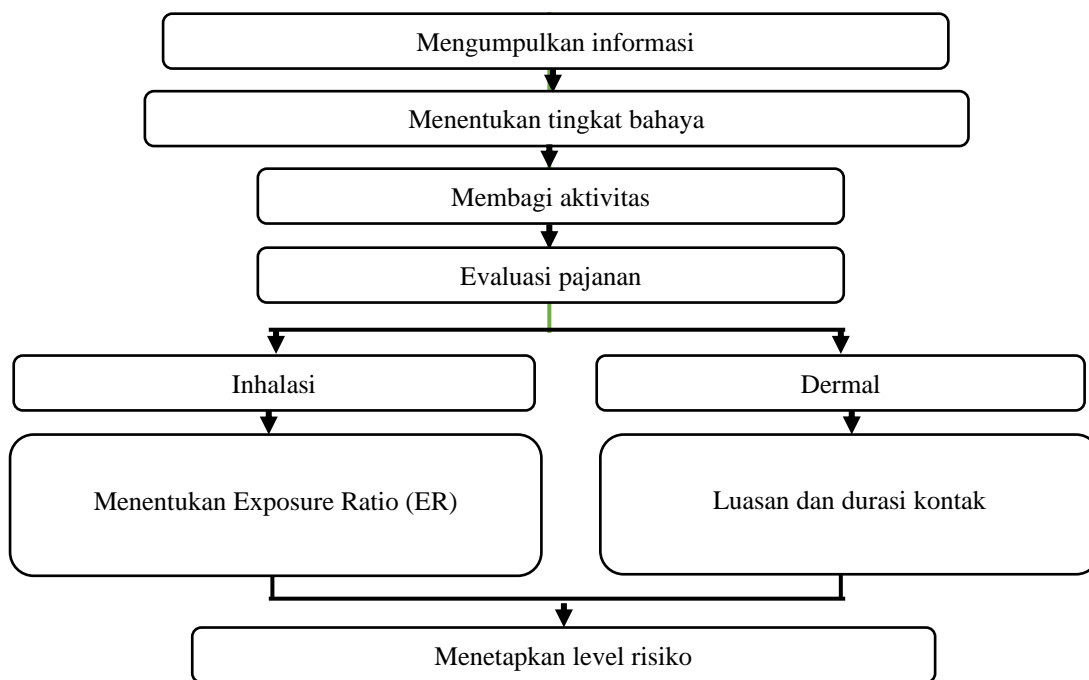 Mengumpulkan informasi
Menentukan tingkat bahaya
Membagi aktivitas
Evaluasi pajanan
Inhalasi
Dermal
Menentukan Exposure Ratio (ER)
Luasan dan durasi kontak
Menetapkan level risiko